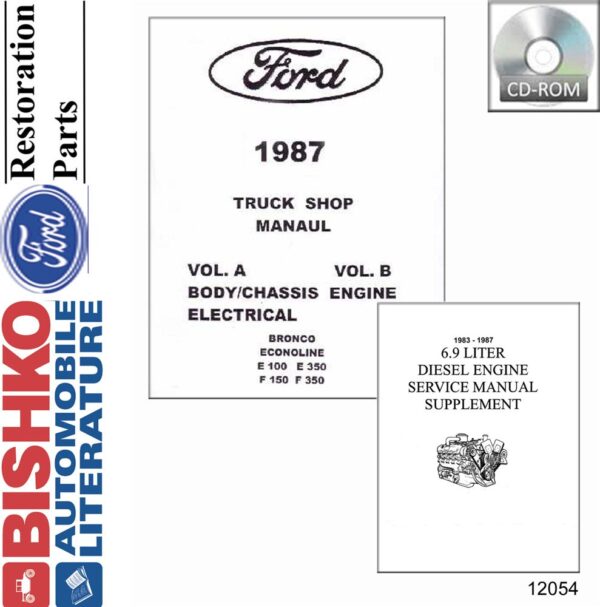 Restoration
Parts
Ford
BISHKO
AUTOMOBILE
LITERATURE
Ford
1987
TRUCK SHOP
MANAUL
VOL. A VOL. B
BODY/CHASSIS ENGINE
ELECTRICAL
BRONCO
ECONOLINE
E 100 E 350
F 150 F 350
CD-ROM
1983 - 1987
6.9 LITER
DIESEL ENGINE
SERVICE MANUAL
SUPPLEMENT
12054